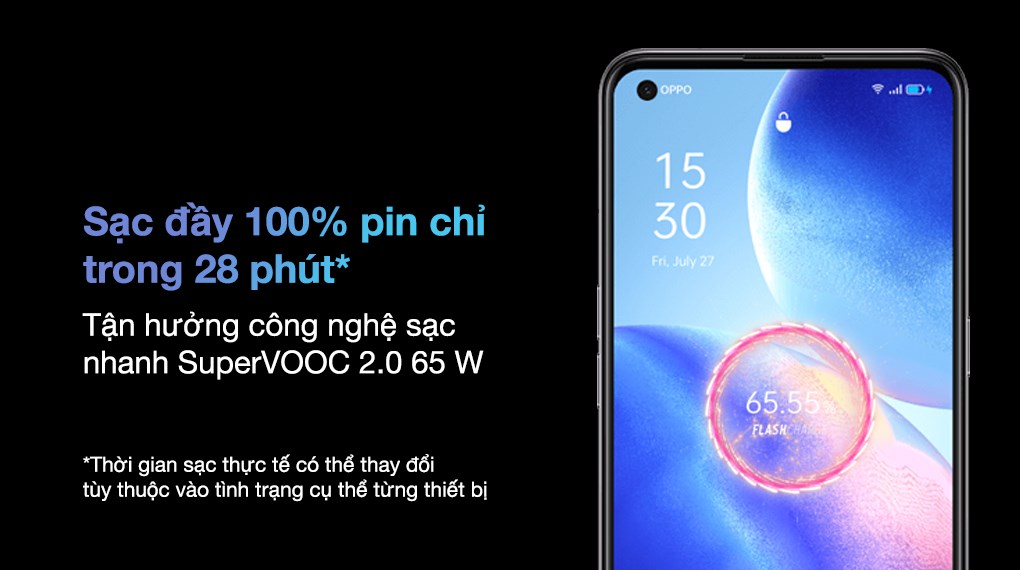 Sạc đầy 100% pin chỉ
trong 28 phút*
Tận hưởng công nghệ sạc
nhanh SuperVOOC 2.0 65 W
*Thời gian sạc thực tế có thể thay đổi
tùy thuộc vào tình trạng cụ thể từng thiết bị
OPPO
15
30
Fri, July 27
65.55%
FLASH CHARGE